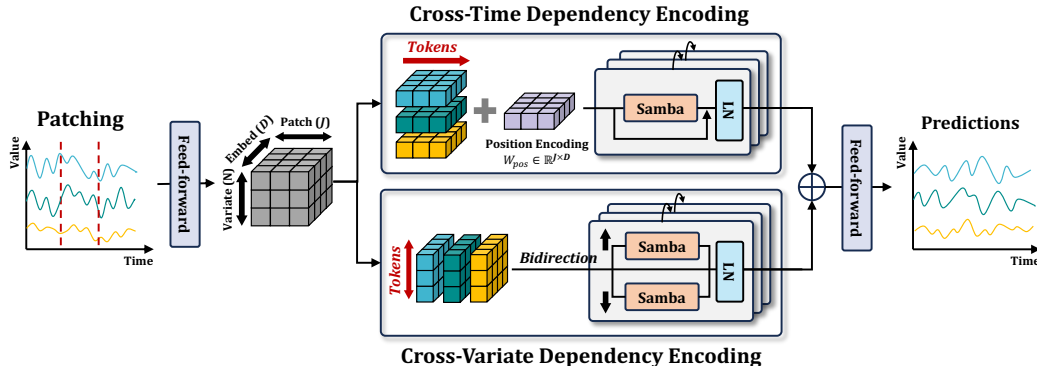 Cross-Time Dependency Encoding
Tokens
Samba
LN
Position Encoding
W_pos ∈ ℝ^{J×D}
Patching
Value
Time
Feed-forward
Patch (J)
Embed (D)
Variate (N)
Feed-forward
Predictions
Value
Time
Tokens
Bidirection
Samba
Samba
LN
Cross-Variate Dependency Encoding